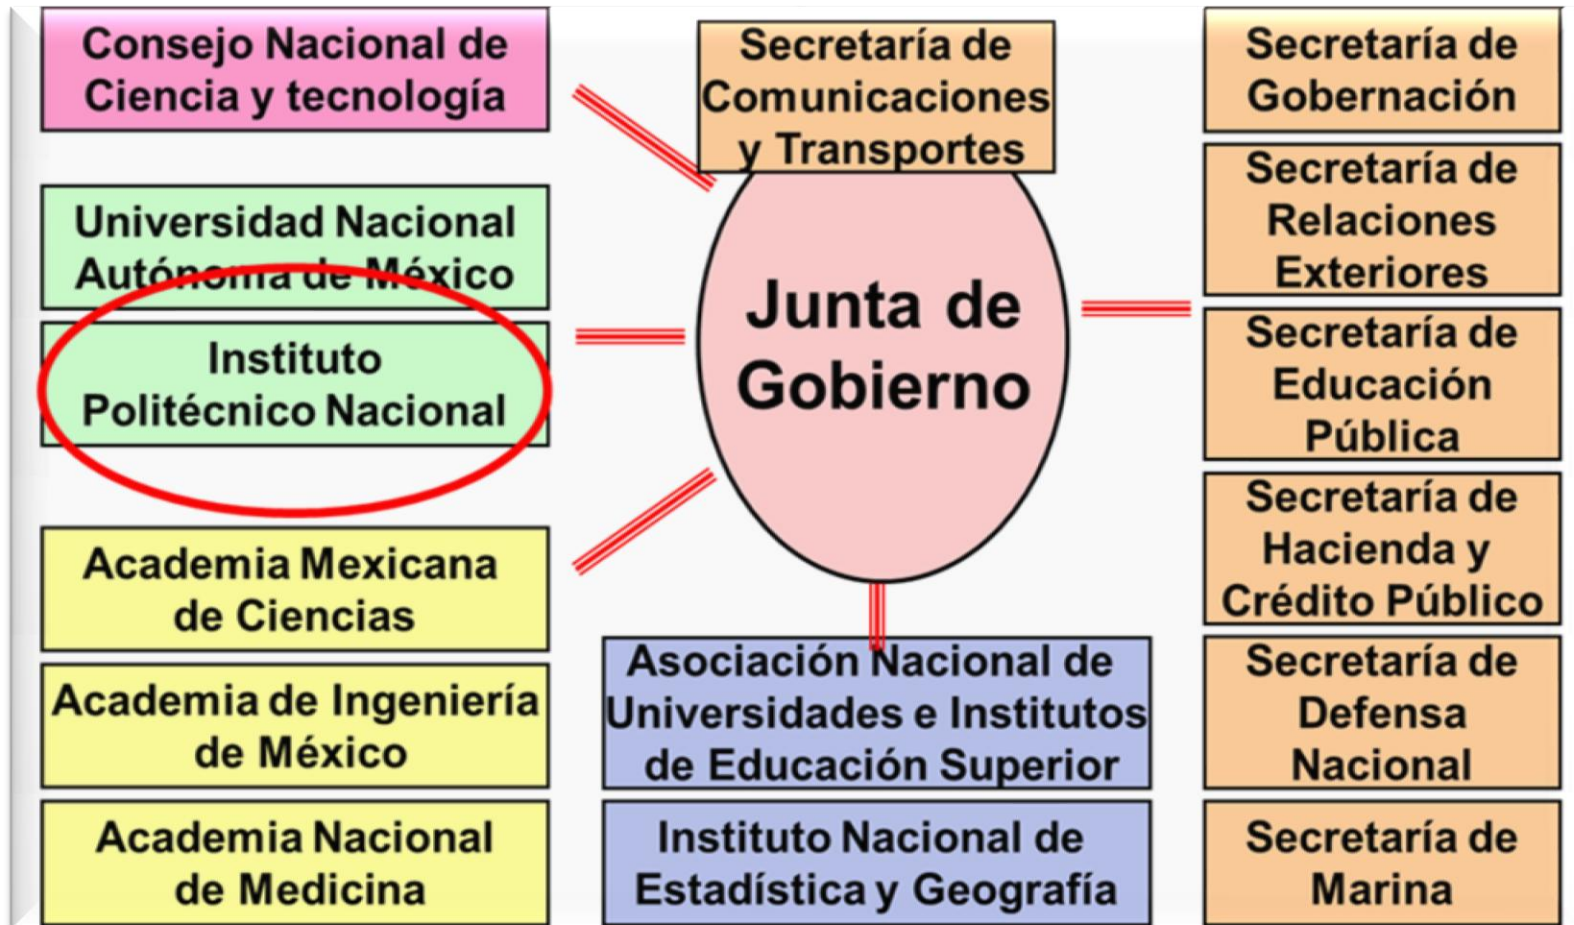 Consejo Nacional de
Ciencia y tecnología
Universidad Nacional
Autónoma de México
Instituto
Politécnico Nacional
Academia Mexicana
de Ciencias
Academia de Ingeniería
de México
Academia Nacional
de Medicina
Secretaría de
Comunicaciones
y Transportes
Junta de
Gobierno
Asociación Nacional de
Universidades e Institutos
de Educación Superior
Instituto Nacional de
Estadística y Geografía
Secretaría de
Gobernación
Secretaría de
Relaciones
Exteriores
Secretaría de
Educación
Pública
Secretaría de
Hacienda y
Crédito Público
Secretaría de
Defensa
Nacional
Secretaría de
Marina